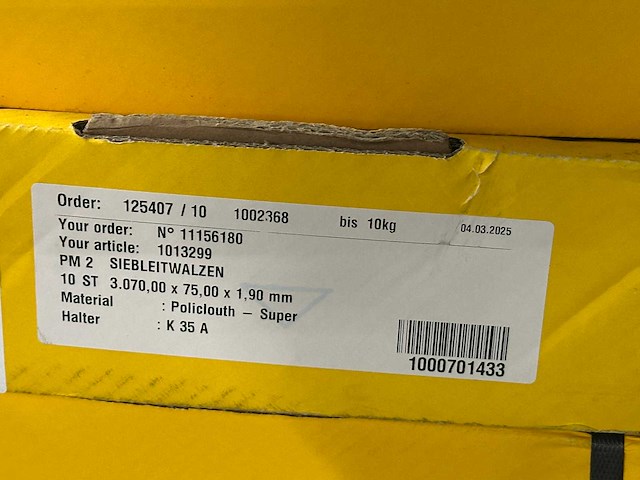 Order: 125407 / 10 1002368 bis 10kg 04.03.2025
Your order: N° 11156180
Your article: 1013299
PM 2 SIEBLEITWALZEN
10 ST 3.070,00 x 75,00 x 1,90 mm
Material : Policlouth – Super
Halter : K 35 A
1000701433